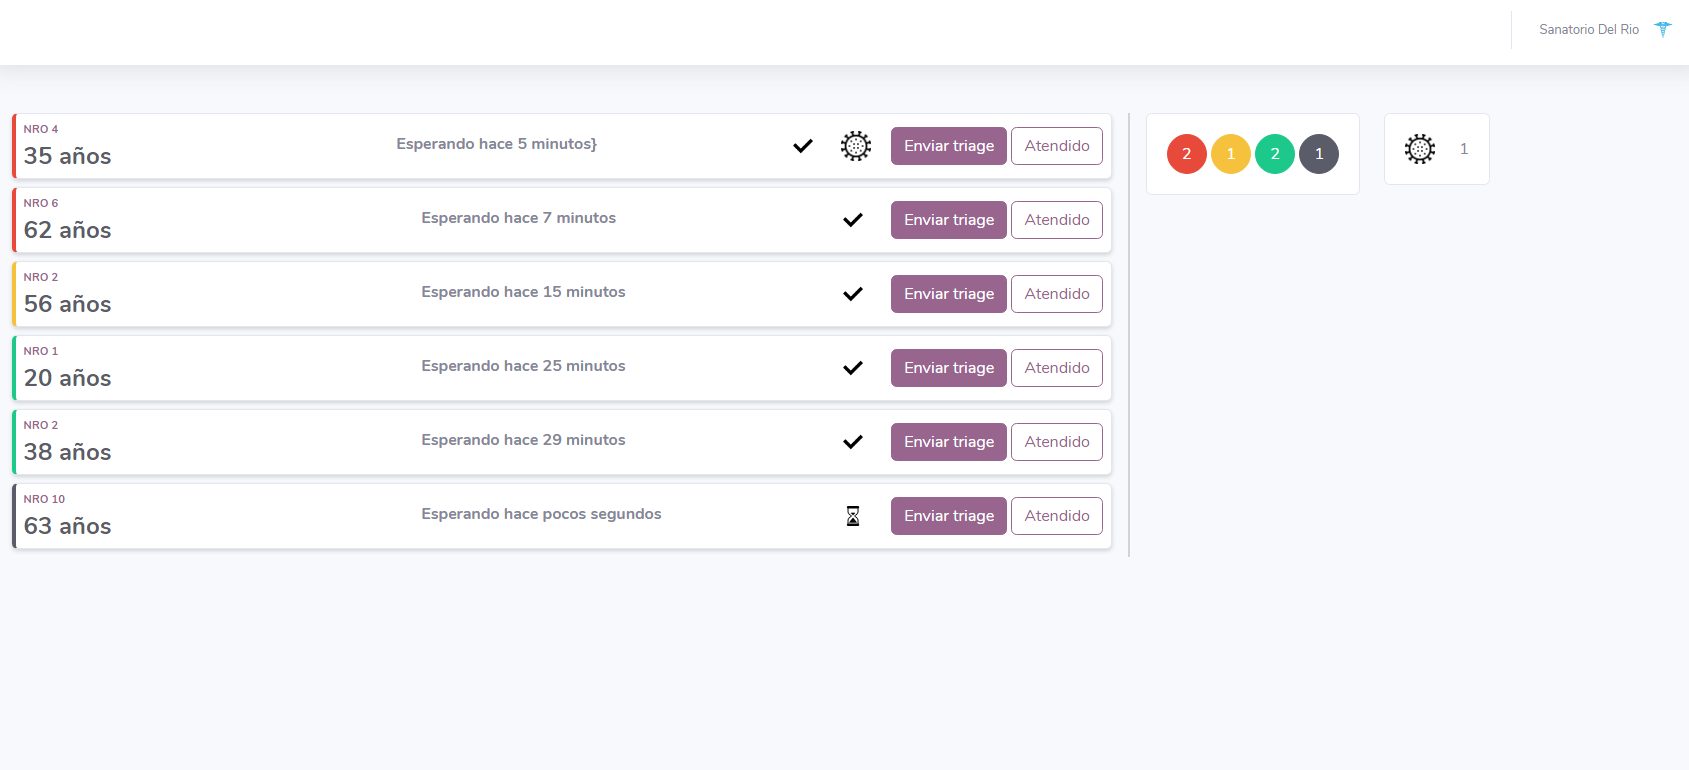 Sanatorio Del Rio
NRO 4
35 años
Esperando hace 5 minutos}
Enviar triage
Atendido
NRO 6
62 años
Esperando hace 7 minutos
Enviar triage
Atendido
NRO 2
56 años
Esperando hace 15 minutos
Enviar triage
Atendido
NRO 1
20 años
Esperando hace 25 minutos
Enviar triage
Atendido
NRO 2
38 años
Esperando hace 29 minutos
Enviar triage
Atendido
NRO 10
63 años
Esperando hace pocos segundos
Enviar triage
Atendido
2 1 2 1
1